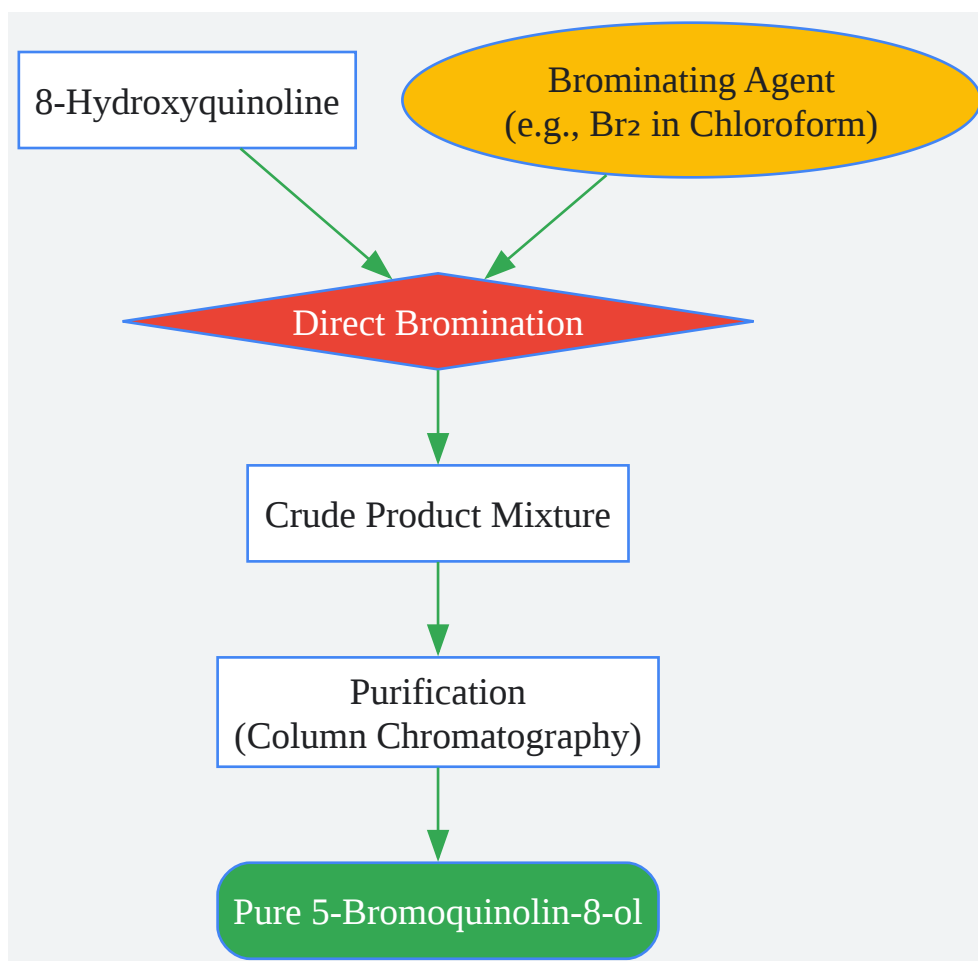 8-Hydroxyquinoline
Brominating Agent
(e.g., Br₂ in Chloroform)
Direct Bromination
Crude Product Mixture
Purification
(Column Chromatography)
Pure 5-Bromoquinolin-8-ol